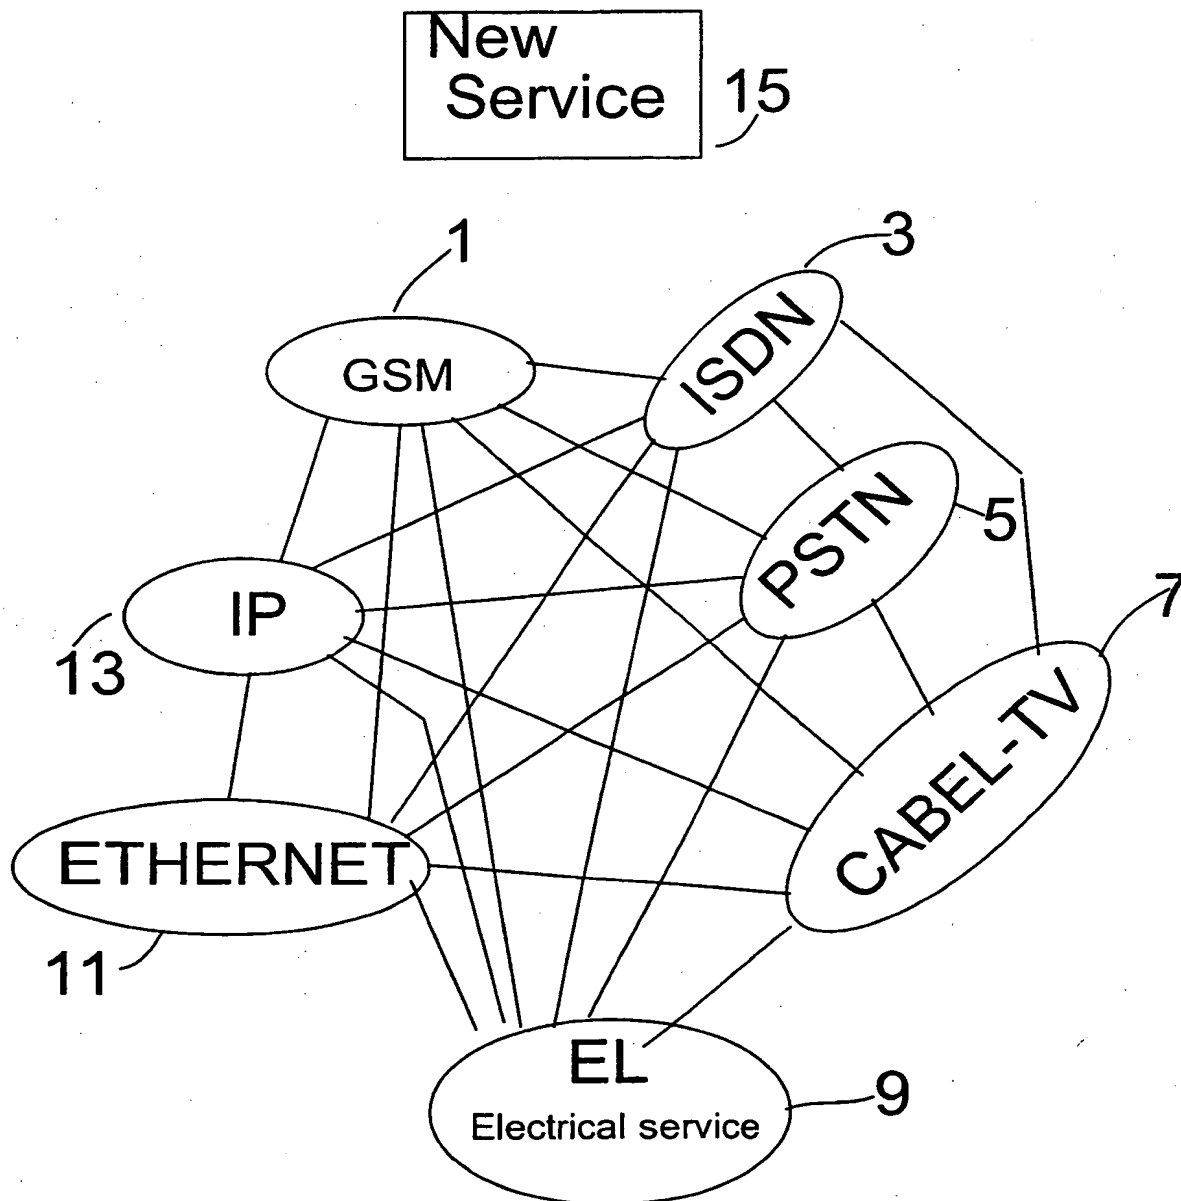 New
Service
15
1
3
GSM
ISDN
PSTN
5
IP
13
7
CABEL-TV
ETHERNET
11
EL
Electrical service
9